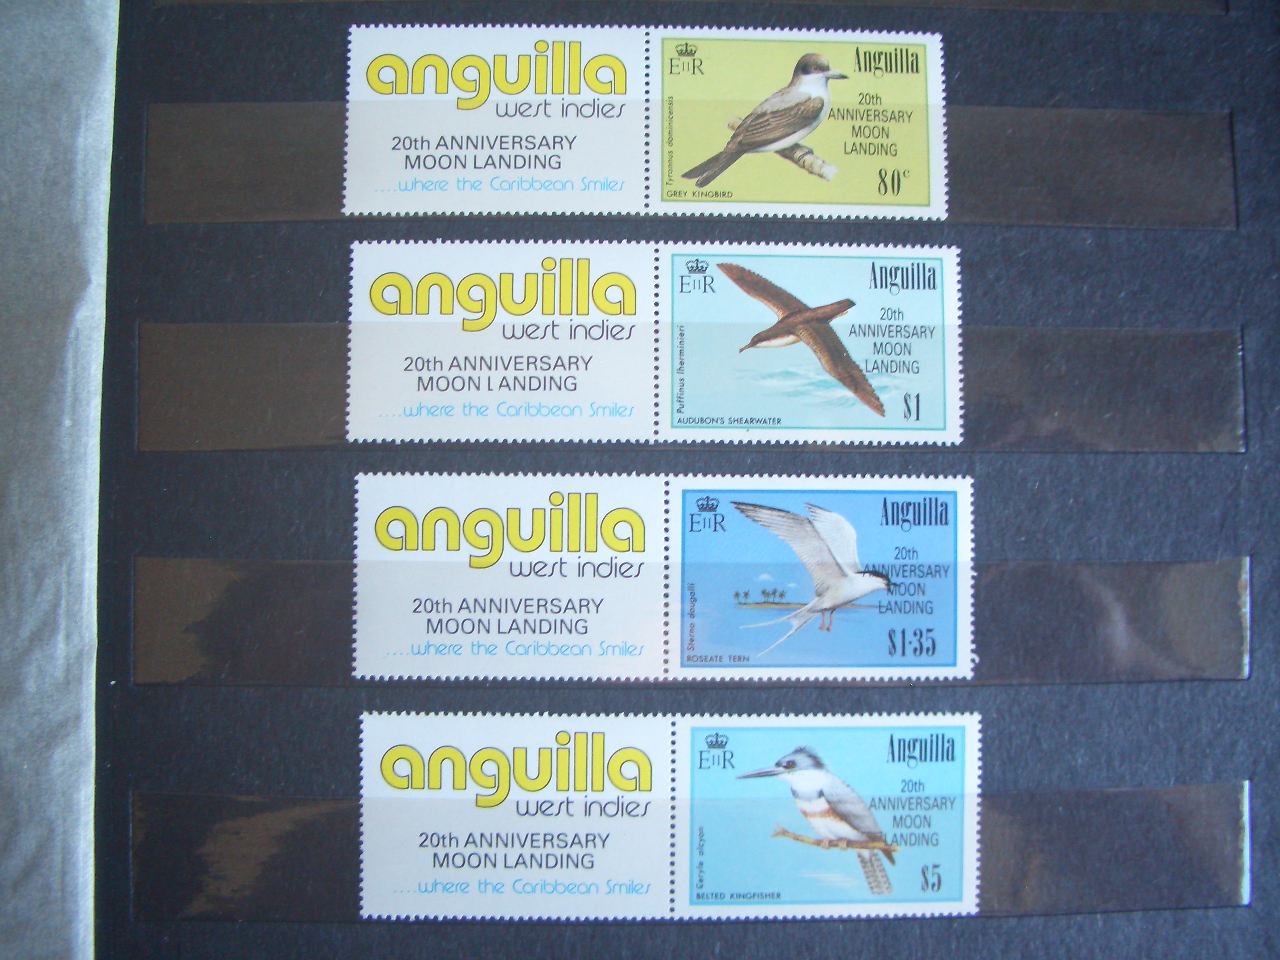 anguilla
west indies
20th ANNIVERSARY
MOON LANDING
....where the Caribbean Smiles
EIIR
Anguilla
20th
ANNIVERSARY
MOON
LANDING
80c
Tyrannus dominicensis
GREY KINGBIRD
anguilla
west indies
20th ANNIVERSARY
MOON LANDING
....where the Caribbean Smiles
EIIR
Anguilla
20th
ANNIVERSARY
MOON
LANDING
$1
Puffinus lherminieri
AUDUBON'S SHEARWATER
anguilla
west indies
20th ANNIVERSARY
MOON LANDING
....where the Caribbean Smiles
EIIR
Anguilla
20th
ANNIVERSARY
MOON
LANDING
$1·35
Sterna dougalli
ROSEATE TERN
anguilla
west indies
20th ANNIVERSARY
MOON LANDING
....where the Caribbean Smiles
EIIR
Anguilla
20th
ANNIVERSARY
MOON
LANDING
$5
Ceryle alcyon
BELTED KINGFISHER